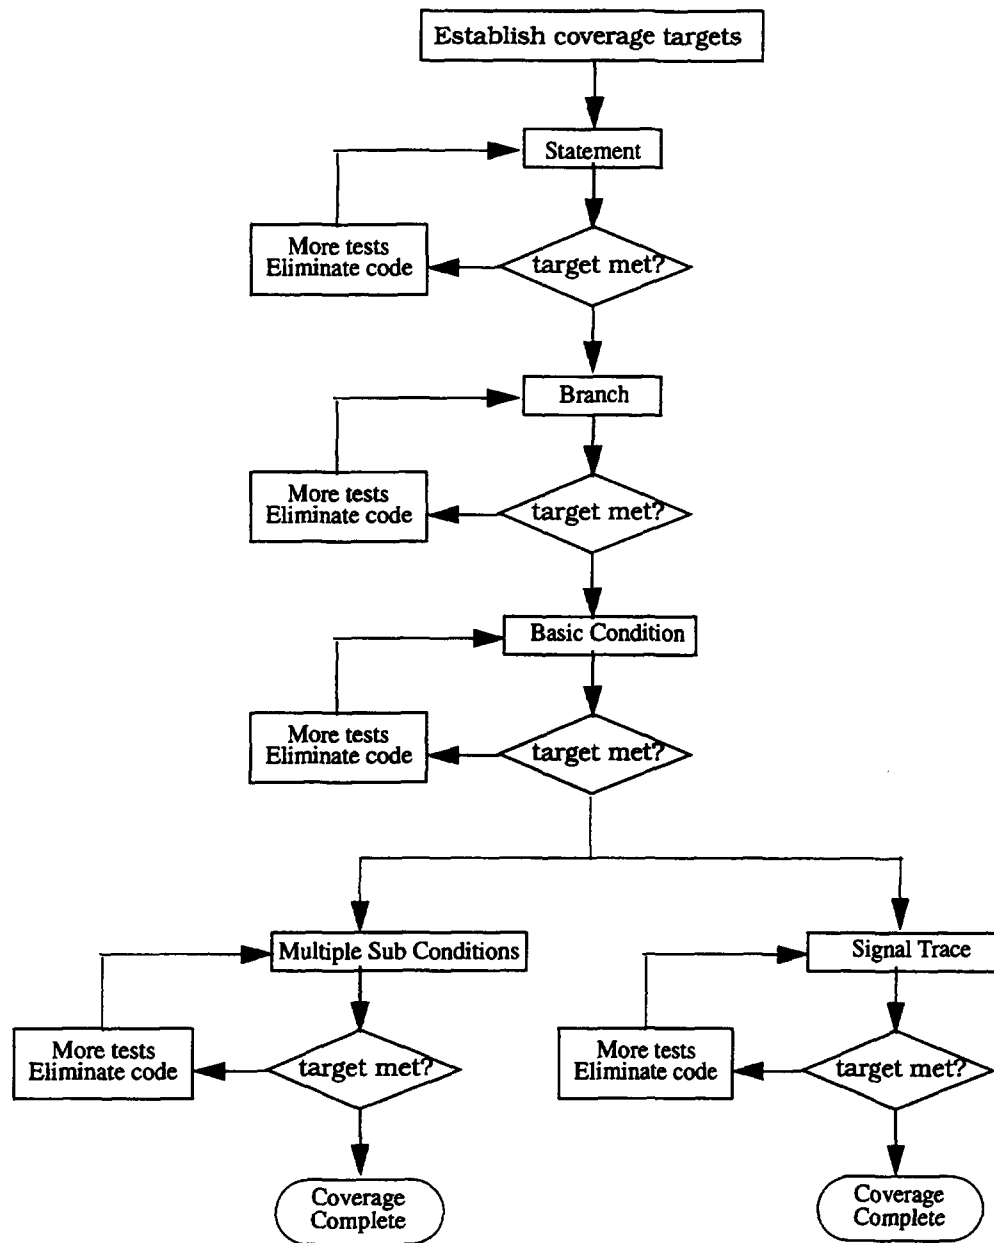 Establish coverage targets
Statement
More tests
Eliminate code
target met?
Branch
More tests
Eliminate code
target met?
Basic Condition
More tests
Eliminate code
target met?
Multiple Sub Conditions
Signal Trace
More tests
Eliminate code
target met?
More tests
Eliminate code
target met?
Coverage
Complete
Coverage
Complete